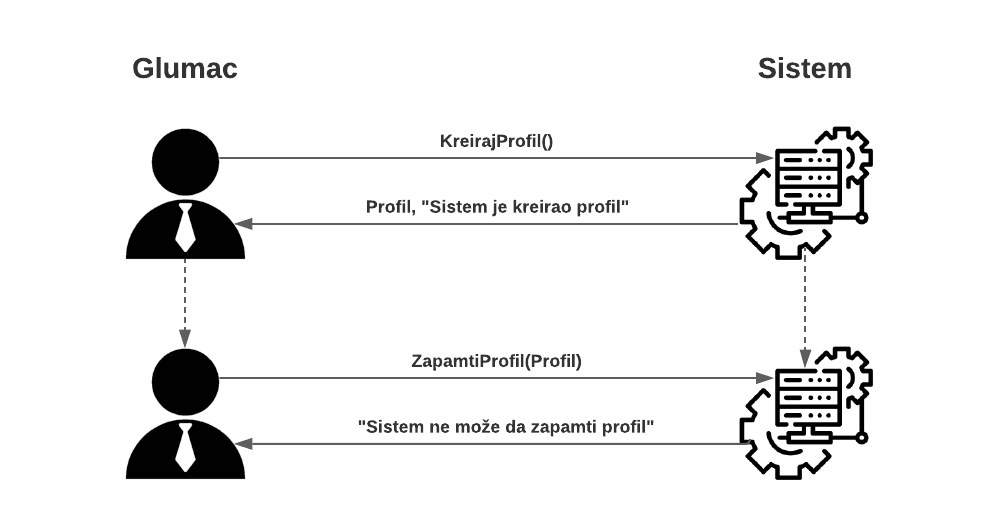 Glumac
Sistem
KreirajProfil()
Profil, "Sistem je kreirao profil"
ZapamtiProfil(Profil)
"Sistem ne može da zapamti profil"